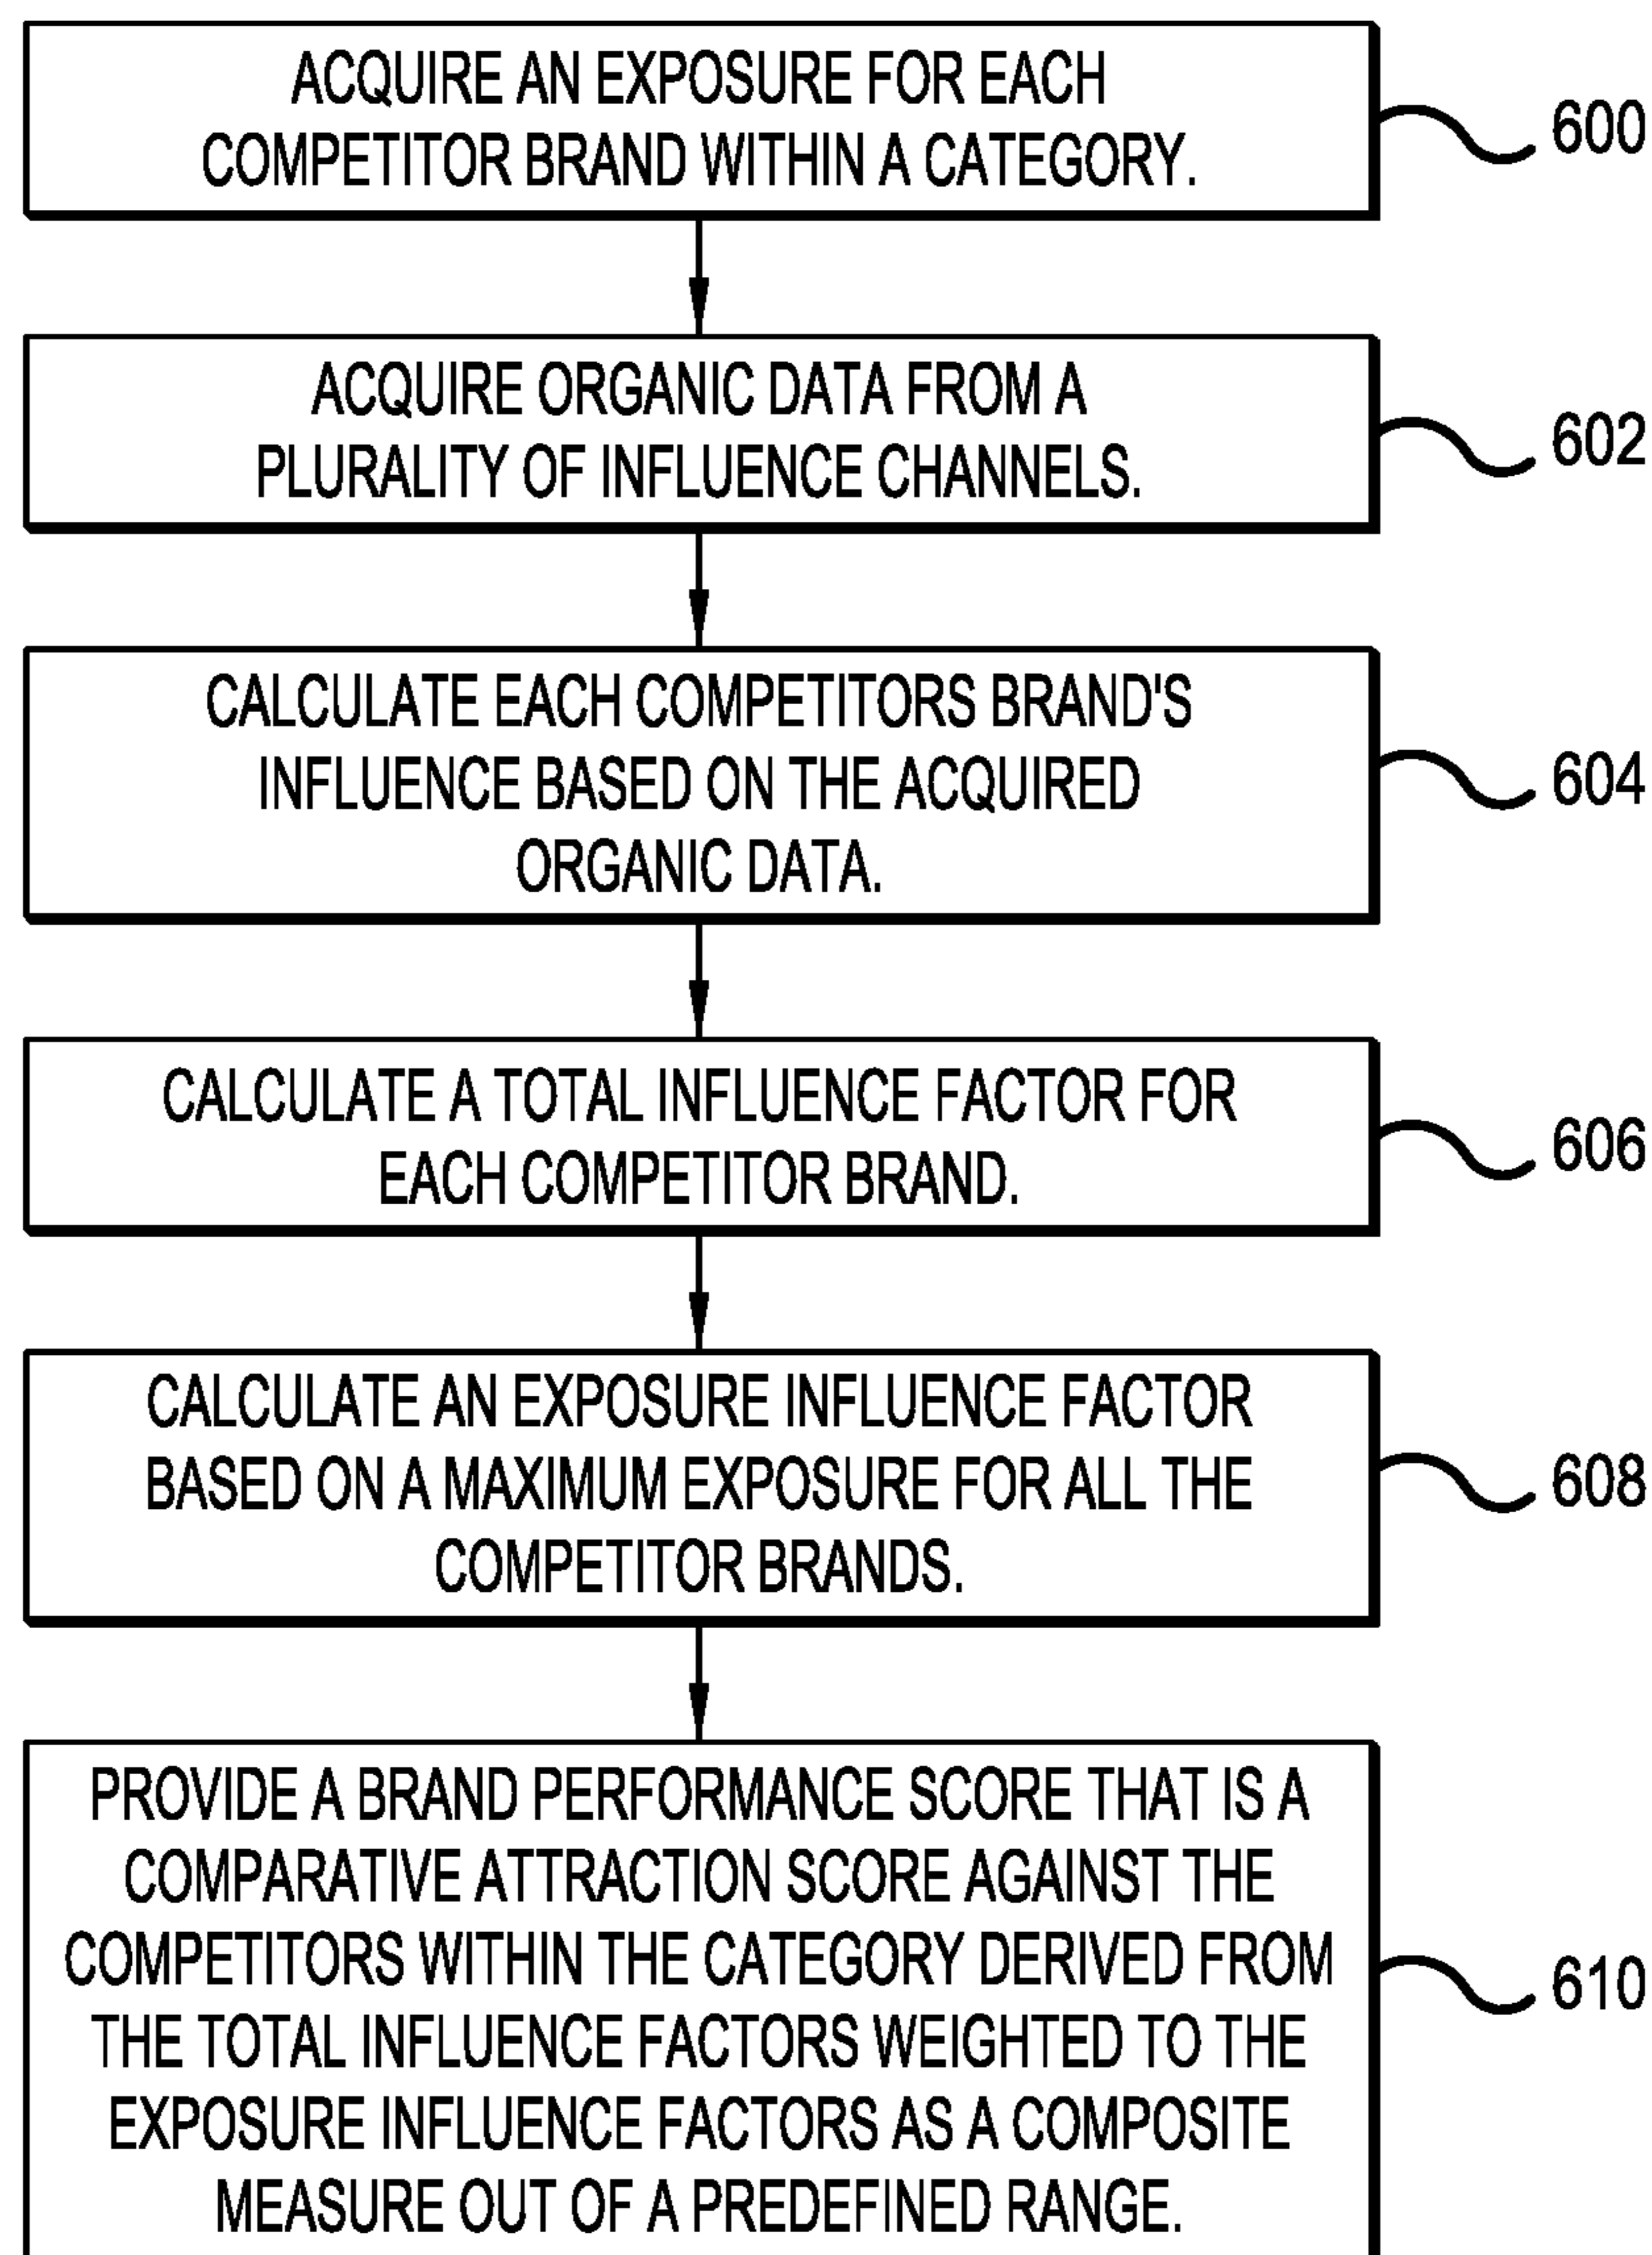 ACQUIRE AN EXPOSURE FOR EACH
COMPETITOR BRAND WITHIN A CATEGORY.
600
ACQUIRE ORGANIC DATA FROM A
PLURALITY OF INFLUENCE CHANNELS.
602
CALCULATE EACH COMPETITORS BRAND'S
INFLUENCE BASED ON THE ACQUIRED
ORGANIC DATA.
604
CALCULATE A TOTAL INFLUENCE FACTOR FOR
EACH COMPETITOR BRAND.
606
CALCULATE AN EXPOSURE INFLUENCE FACTOR
BASED ON A MAXIMUM EXPOSURE FOR ALL THE
COMPETITOR BRANDS.
608
PROVIDE A BRAND PERFORMANCE SCORE THAT IS A
COMPARATIVE ATTRACTION SCORE AGAINST THE
COMPETITORS WITHIN THE CATEGORY DERIVED FROM
THE TOTAL INFLUENCE FACTORS WEIGHTED TO THE
EXPOSURE INFLUENCE FACTORS AS A COMPOSITE
MEASURE OUT OF A PREDEFINED RANGE.
610